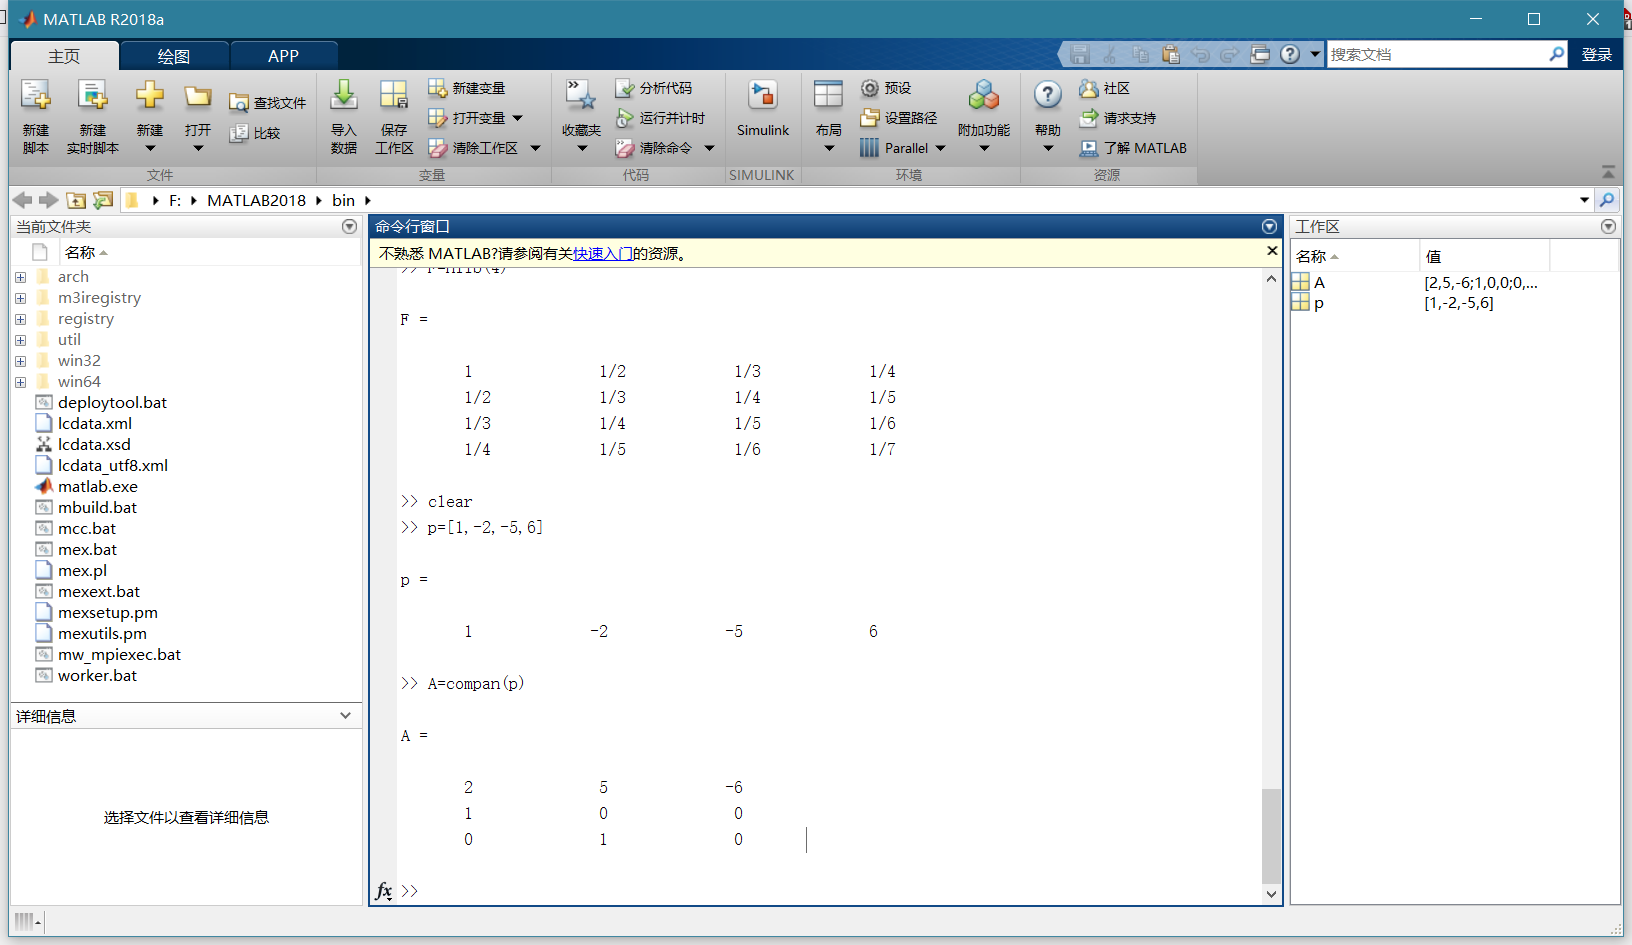 MATLAB R2018a
主页 绘图 APP
搜索文档 登录
新建脚本
新建实时脚本
新建
打开
查找文件
比较
导入数据
保存工作区
新建变量
打开变量
清除工作区
收藏夹
分析代码
运行并计时
清除命令
Simulink
布局
预设
设置路径
Parallel
附加功能
帮助
社区
请求支持
了解 MATLAB
文件 变量 代码 SIMULINK 环境 资源
F: MATLAB2018 bin
当前文件夹
名称
arch
m3iregistry
registry
util
win32
win64
deploytool.bat
lcdata.xml
lcdata.xsd
lcdata_utf8.xml
matlab.exe
mbuild.bat
mcc.bat
mex.bat
mex.pl
mexext.bat
mexsetup.pm
mexutils.pm
mw_mpiexec.bat
worker.bat
详细信息
选择文件以查看详细信息
命令行窗口
不熟悉 MATLAB?请参阅有关快速入门的资源。
F =
1 1/2 1/3 1/4
1/2 1/3 1/4 1/5
1/3 1/4 1/5 1/6
1/4 1/5 1/6 1/7
>> clear
>> p=[1,-2,-5,6]
p =
1 -2 -5 6
>> A=compan(p)
A =
2 5 -6
1 0 0
0 1 0
fx >>
工作区
名称 值
A [2,5,-6;1,0,0;0,...
p [1,-2,-5,6]